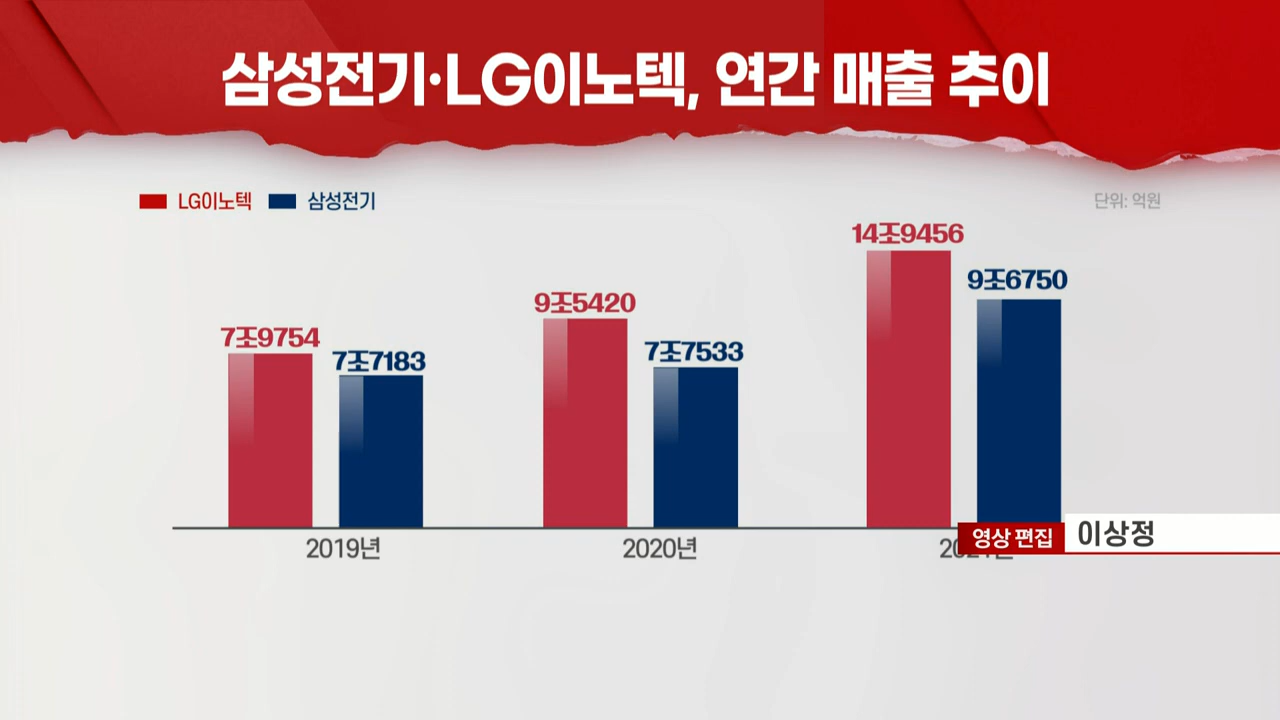 삼성전기·LG이노텍, 연간 매출 추이
LG이노텍 삼성전기
단위: 억원
7조9754
7조7183
9조5420
7조7533
14조9456
9조6750
2019년
2020년
영상 편집 이상정